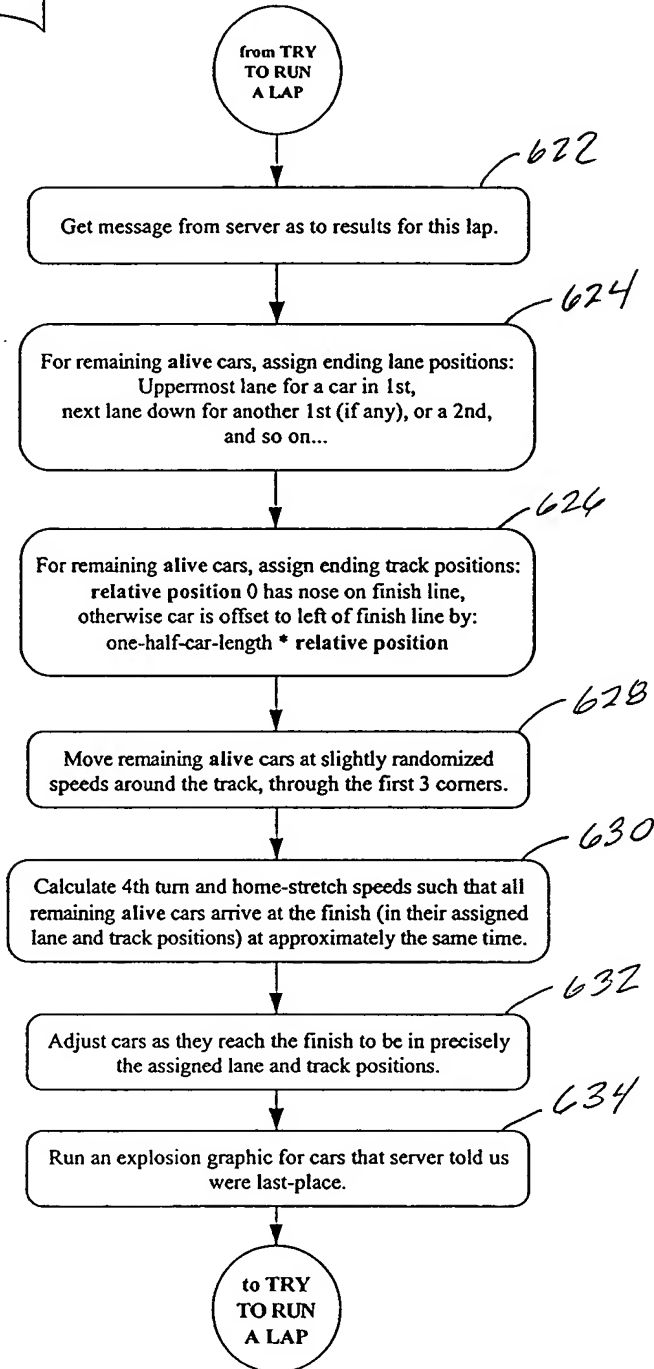 from TRY
TO RUN
A LAP
622
Get message from server as to results for this lap.
624
For remaining alive cars, assign ending lane positions:
Uppermost lane for a car in 1st,
next lane down for another 1st (if any), or a 2nd,
and so on...
626
For remaining alive cars, assign ending track positions:
relative position 0 has nose on finish line,
otherwise car is offset to left of finish line by:
one-half-car-length * relative position
628
Move remaining alive cars at slightly randomized
speeds around the track, through the first 3 corners.
630
Calculate 4th turn and home-stretch speeds such that all
remaining alive cars arrive at the finish (in their assigned
lane and track positions) at approximately the same time.
632
Adjust cars as they reach the finish to be in precisely
the assigned lane and track positions.
634
Run an explosion graphic for cars that server told us
were last-place.
to TRY
TO RUN
A LAP